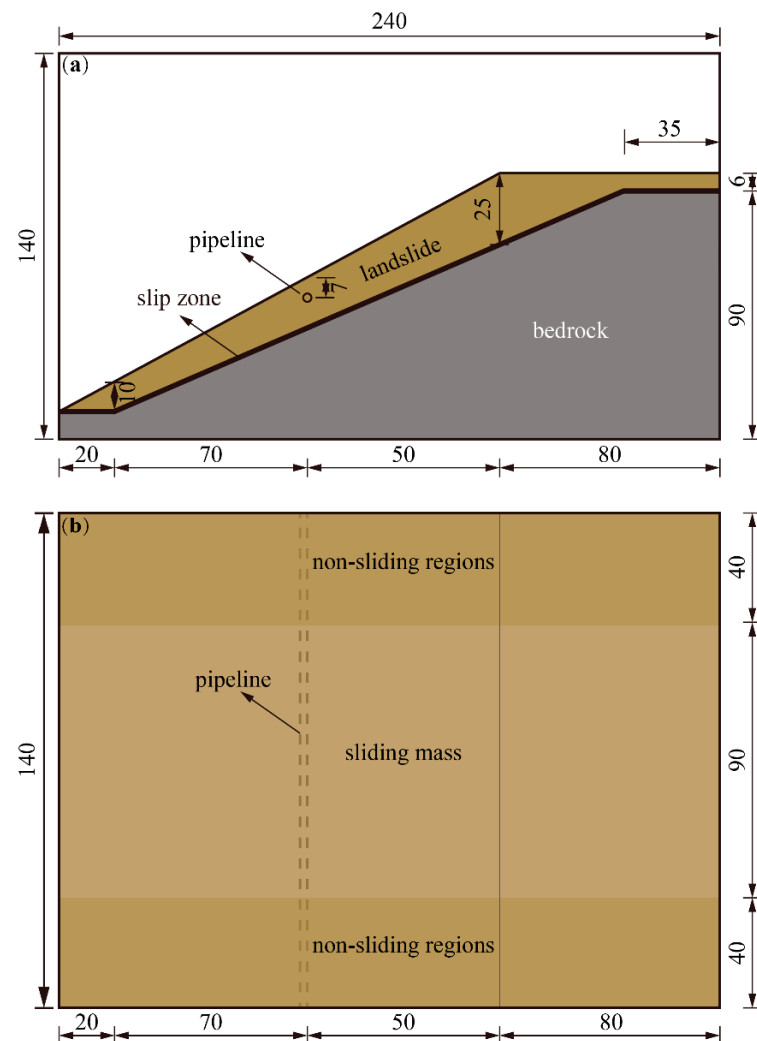 240
(a)
35
6
25
pipeline
landslide
7
140
slip zone
90
bedrock
10
20 70 50 80
(b)
non-sliding regions
40
pipeline
140
sliding mass
90
non-sliding regions
40
20 70 50 80